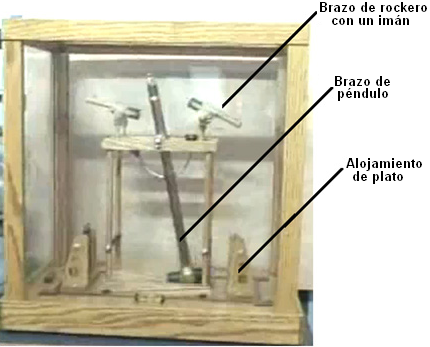 Brazo de rockero
con un imán
Brazo de
péndulo
Alojamiento
de plato